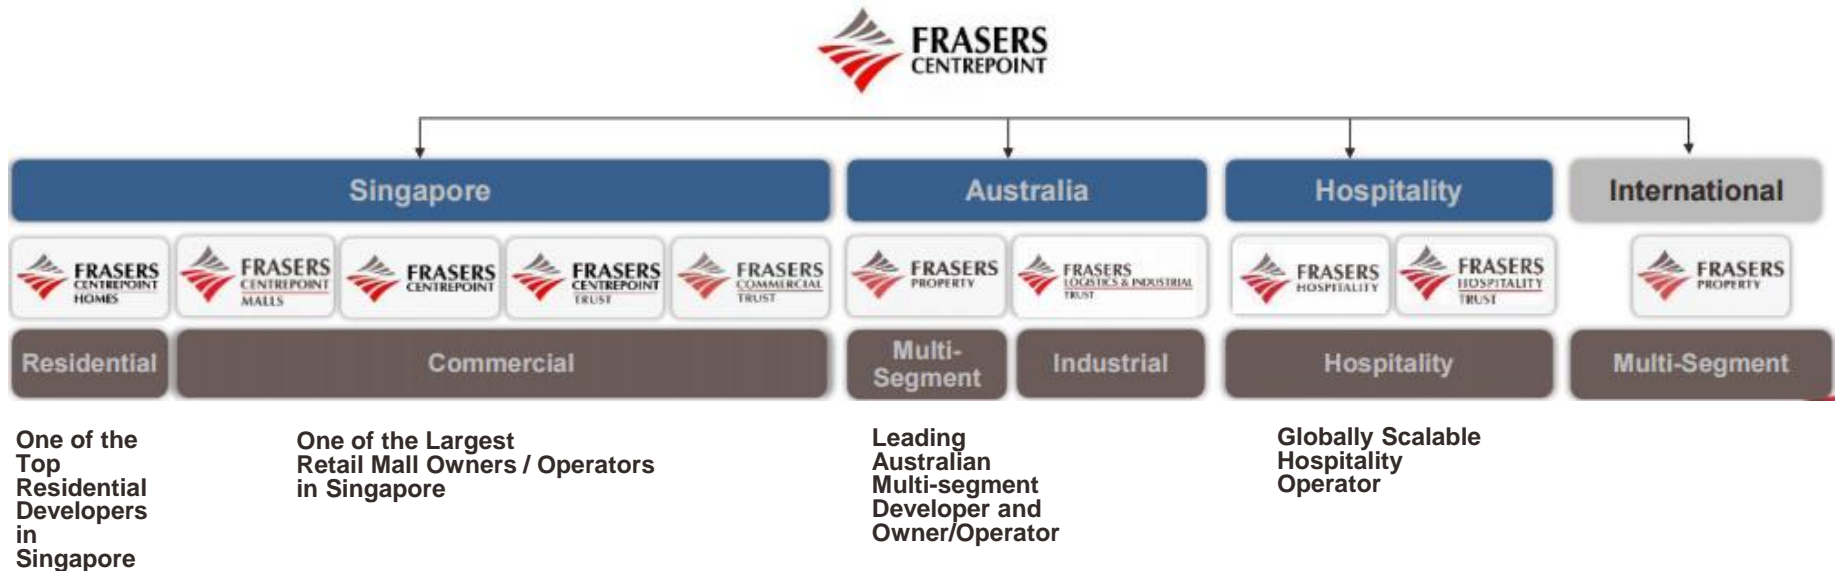 FRASERS
CENTREPOINT
Singapore
Australia
Hospitality
International
FRASERS
CENTREPOINT
HOMES
FRASERS
CENTREPOINT
MALLS
FRASERS
CENTREPOINT
FRASERS
CENTREPOINT
TRUST
FRASERS
COMMERCIAL
TRUST
FRASERS
PROPERTY
FRASERS
LOGISTICS & INDUSTRIAL
TRUST
FRASERS
HOSPITALITY
FRASERS
HOSPITALITY
TRUST
FRASERS
PROPERTY
Residential
Commercial
Multi-
Segment
Industrial
Hospitality
Multi-Segment
One of the
Top
Residential
Developers
in
Singapore
One of the Largest
Retail Mall Owners / Operators
in Singapore
Leading
Australian
Multi-segment
Developer and
Owner/Operator
Globally Scalable
Hospitality
Operator